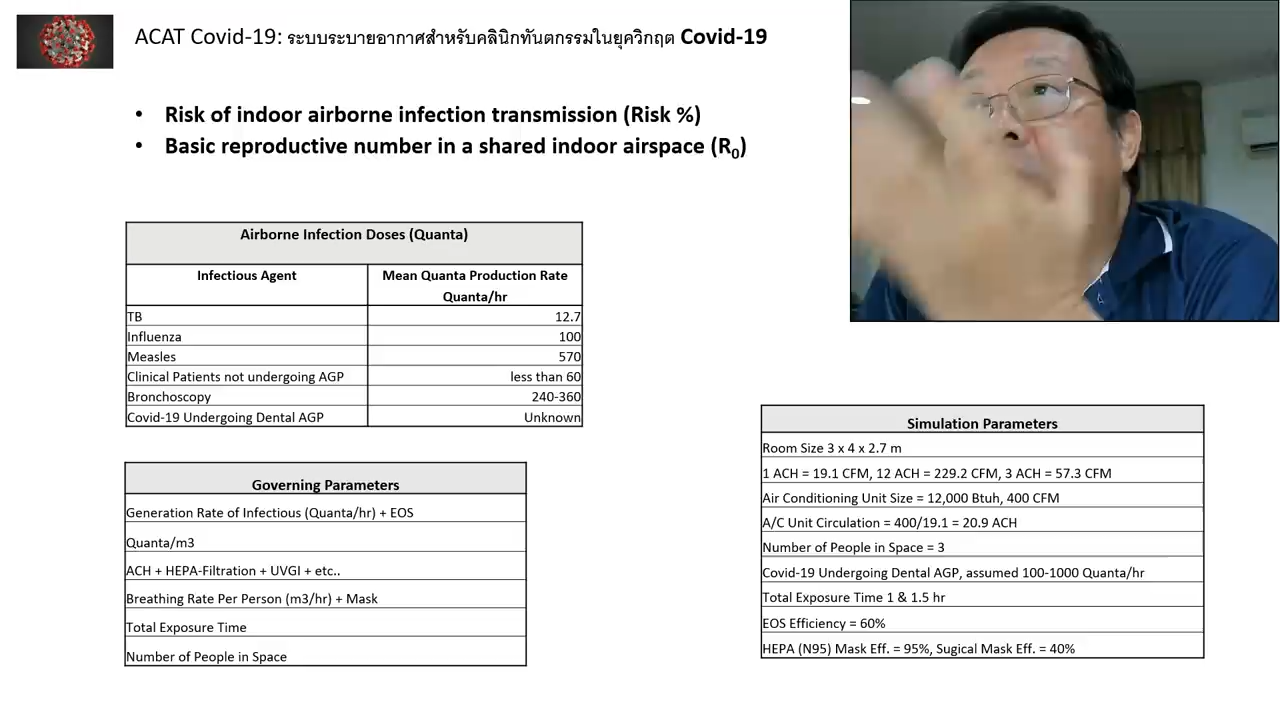 ACAT Covid-19: ระบบระบายอากาศสำหรับคลินิกทันตกรรมในยุควิกฤต Covid-19
• Risk of indoor airborne infection transmission (Risk %)
• Basic reproductive number in a shared indoor airspace (R₀)
Airborne Infection Doses (Quanta)
Infectious Agent
Mean Quanta Production Rate
Quanta/hr
TB 12.7
Influenza 100
Measles 570
Clinical Patients not undergoing AGP less than 60
Bronchoscopy 240-360
Covid-19 Undergoing Dental AGP Unknown
Governing Parameters
Generation Rate of Infectious (Quanta/hr) + EOS
Quanta/m3
ACH + HEPA-Filtration + UVGI + etc..
Breathing Rate Per Person (m3/hr) + Mask
Total Exposure Time
Number of People in Space
Simulation Parameters
Room Size 3 x 4 x 2.7 m
1 ACH = 19.1 CFM, 12 ACH = 229.2 CFM, 3 ACH = 57.3 CFM
Air Conditioning Unit Size = 12,000 Btuh, 400 CFM
A/C Unit Circulation = 400/19.1 = 20.9 ACH
Number of People in Space = 3
Covid-19 Undergoing Dental AGP, assumed 100-1000 Quanta/hr
Total Exposure Time 1 & 1.5 hr
EOS Efficiency = 60%
HEPA (N95) Mask Eff. = 95%, Sugical Mask Eff. = 40%